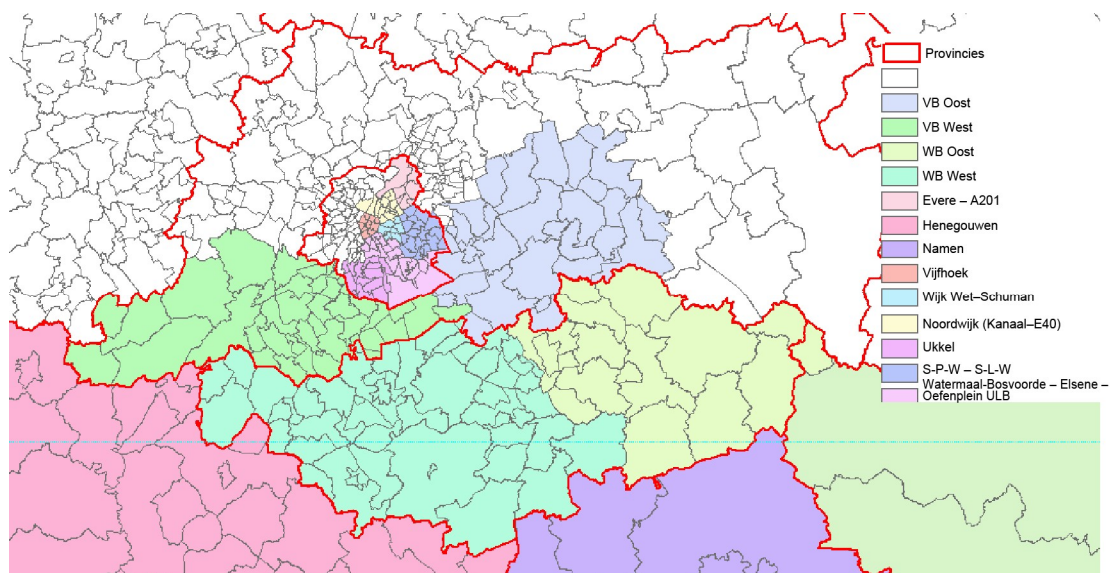 Provincies
VB Oost
VB West
WB Oost
WB West
Evere – A201
Henegouwen
Namen
Vijfhoek
Wijk Wet–Schuman
Noordwijk (Kanaal–E40)
Ukkel
S-P-W – S-L-W
Watermaal-Bosvoorde – Elsene –
Oefenplein ULB